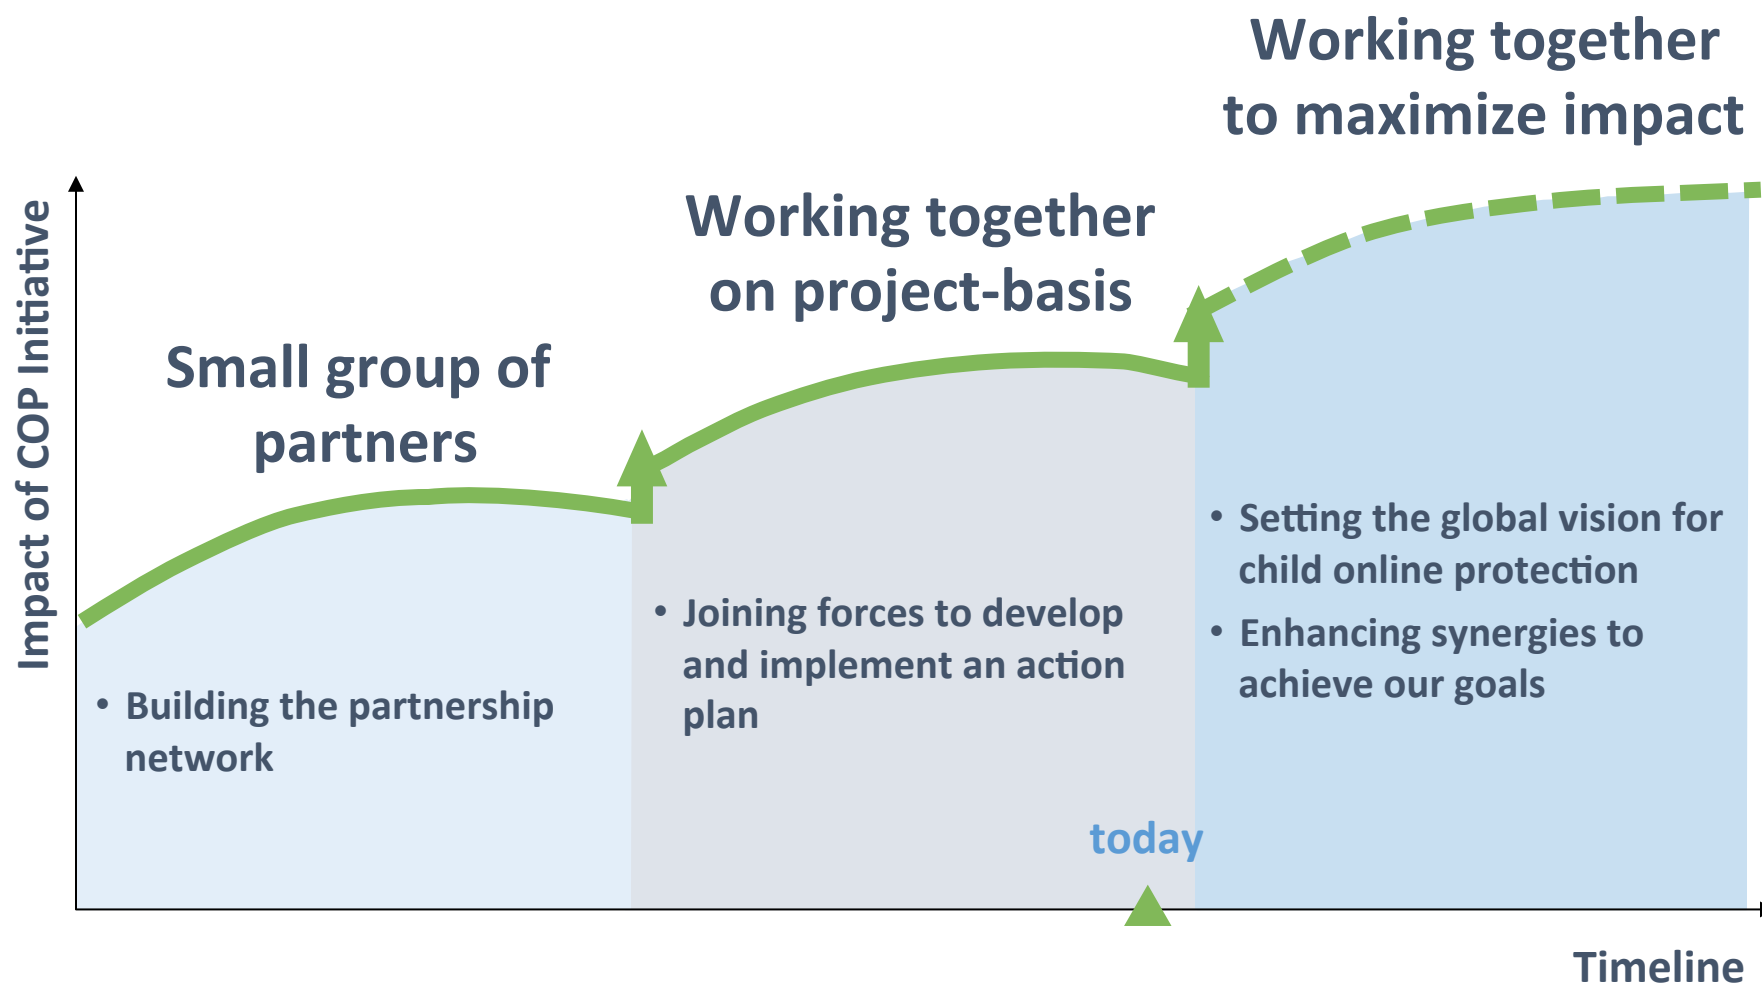 Working together
to maximize impact
Working together
on project-basis
Small group of
partners
Impact of COP Initiative
• Building the partnership
network
• Joining forces to develop
and implement an action
plan
• Setting the global vision for
child online protection
• Enhancing synergies to
achieve our goals
today
Timeline